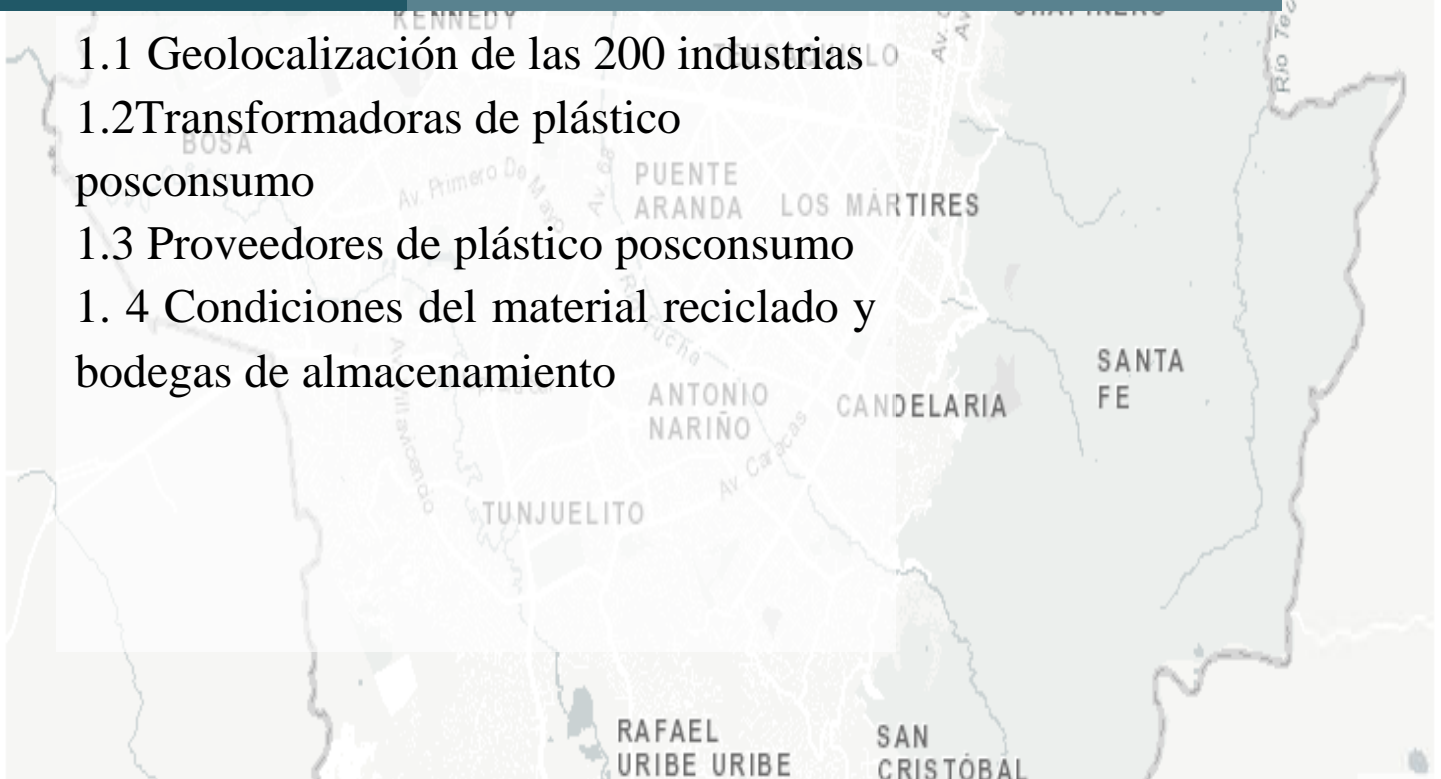 KENNEDY
1.1 Geolocalización de las 200 industrias
1.2Transformadoras de plástico
BOSA
posconsumo
Av. Primero De Mayo
Av. 68
PUENTE
ARANDA
LOS MÁRTIRES
1.3 Proveedores de plástico posconsumo
1. 4 Condiciones del material reciclado y
bodegas de almacenamiento
SANTA
FE
ANTONIO
NARIÑO
CANDELARIA
Av. Caracas
TUNJUELITO
RAFAEL
URIBE URIBE
SAN
CRISTÓBAL